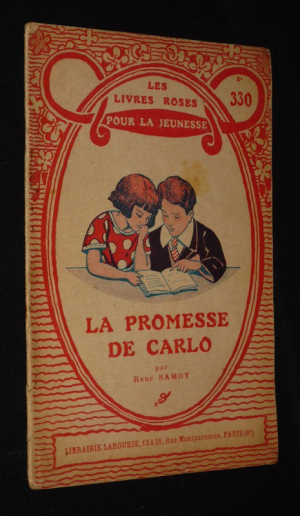 LES
LIVRES ROSES
POUR LA JEUNESSE
N°
330
LA PROMESSE
DE CARLO
par
René SAMOY
LIBRAIRIE LAROUSSE, 13 à 21, Rue Montparnasse, PARIS (6e)